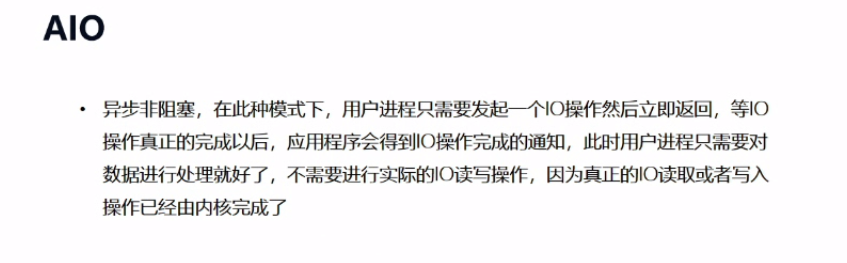 AIO
• 异步非阻塞，在此种模式下，用户进程只需要发起一个IO操作然后立即返回，等IO
操作真正的完成以后，应用程序会得到IO操作完成的通知，此时用户进程只需要对
数据进行处理就好了，不需要进行实际的IO读写操作，因为真正的IO读取或者写入
操作已经由内核完成了